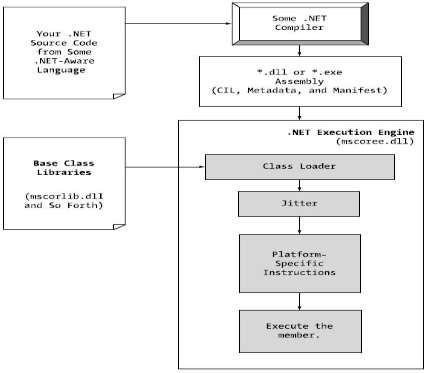 Your .NET
Source Code
from Some
.NET-Aware
Language
Some .NET
Compiler
*.dll or *.exe
Assembly
(CIL, Metadata, and Manifest)
.NET Execution Engine
(mscoree.dll)
Base Class
Libraries
(mscorlib.dll
and So Forth)
Class Loader
Jitter
Platform-
Specific
Instructions
Execute the
member.